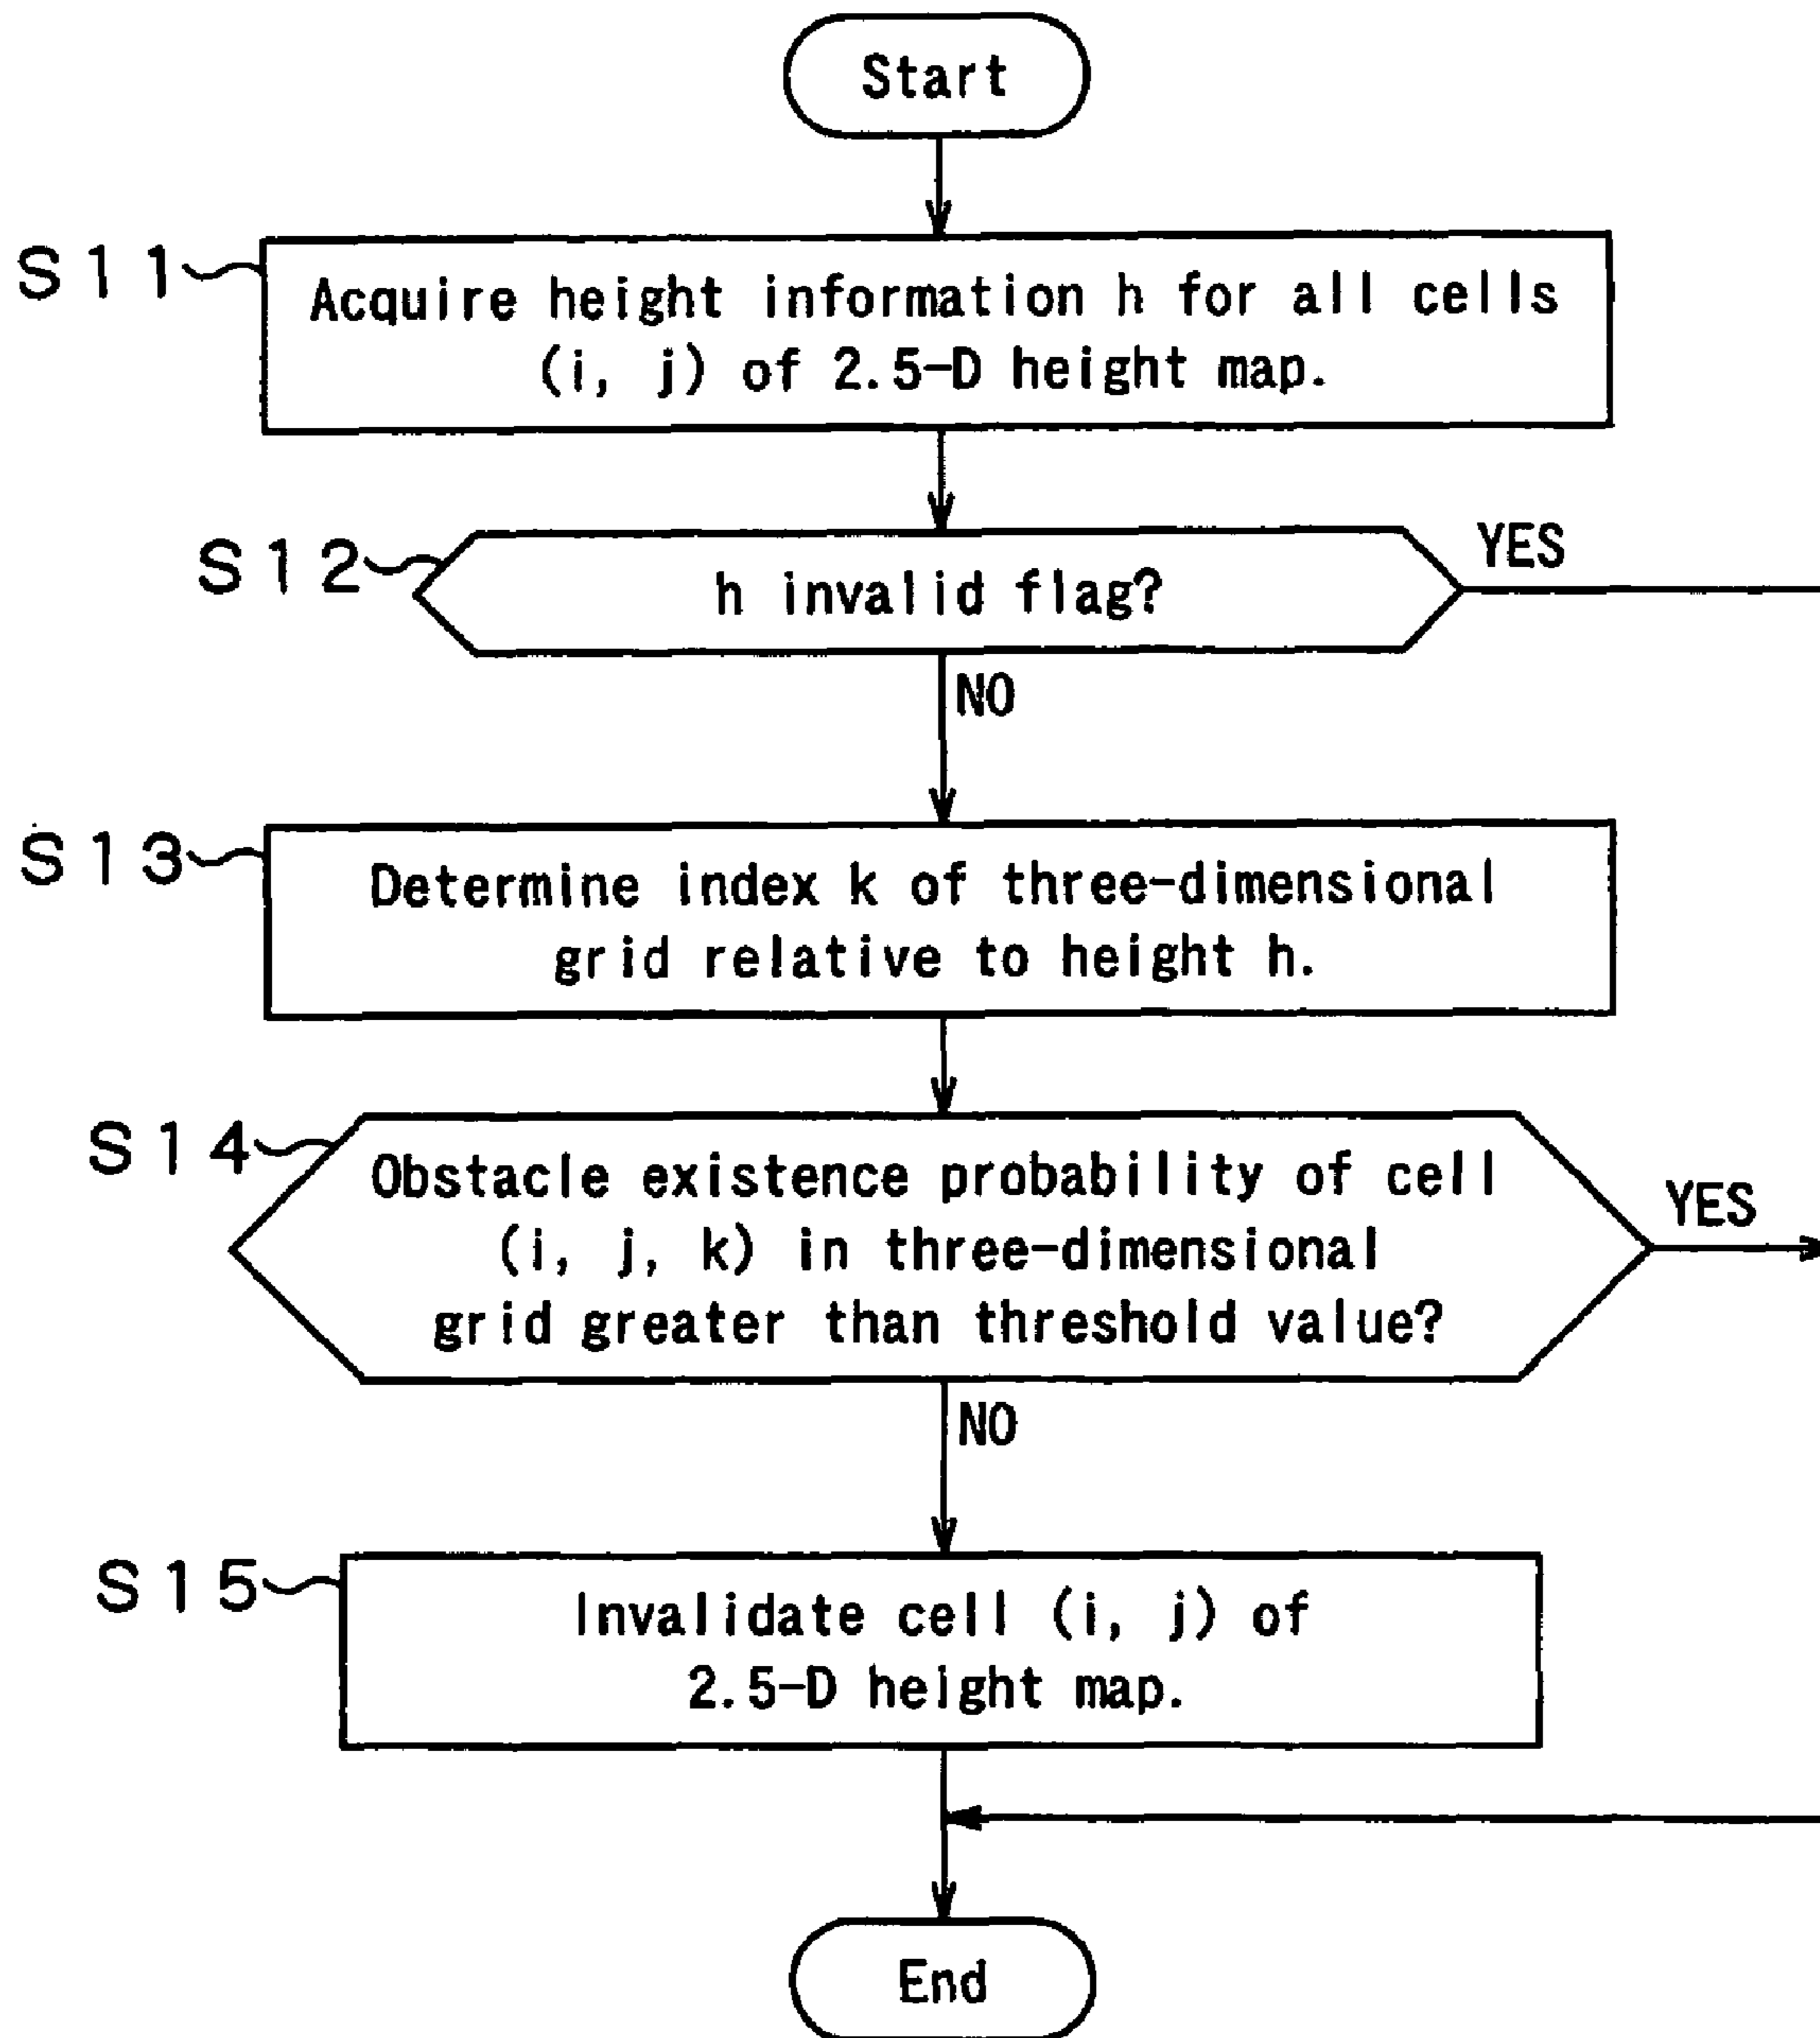 Start
S11
Acquire height information h for all cells
(i, j) of 2.5-D height map.
S12
h invalid flag?
YES
NO
S13
Determine index k of three-dimensional
grid relative to height h.
S14
Obstacle existence probability of cell
(i, j, k) in three-dimensional
grid greater than threshold value?
YES
NO
S15
Invalidate cell (i, j) of
2.5-D height map.
End